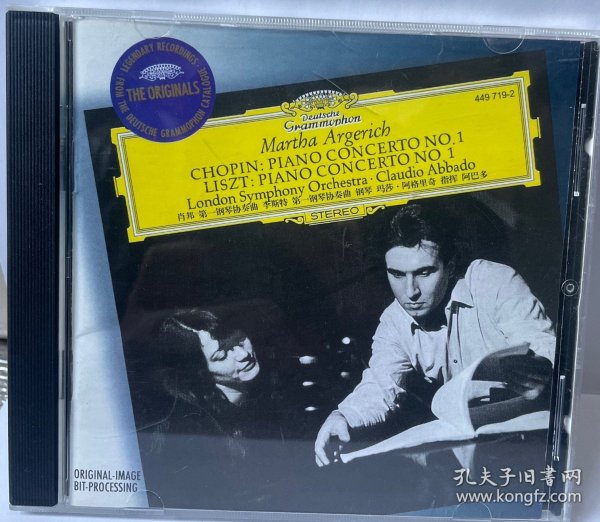 LEGENDARY RECORDINGS
FROM THE DEUTSCHE GRAMMOPHON CATALOGUE
THE ORIGINALS
449 719-2
Deutsche
Grammophon
Martha Argerich
CHOPIN: PIANO CONCERTO NO.1
LISZT: PIANO CONCERTO NO 1
London Symphony Orchestra · Claudio Abbado
肖邦 第一钢琴协奏曲 李斯特 第一钢琴协奏曲 钢琴 玛莎·阿格里奇 指挥 阿巴多
STEREO
ORIGINAL-IMAGE
BIT-PROCESSING
孔夫子旧书网
www.kongfz.com